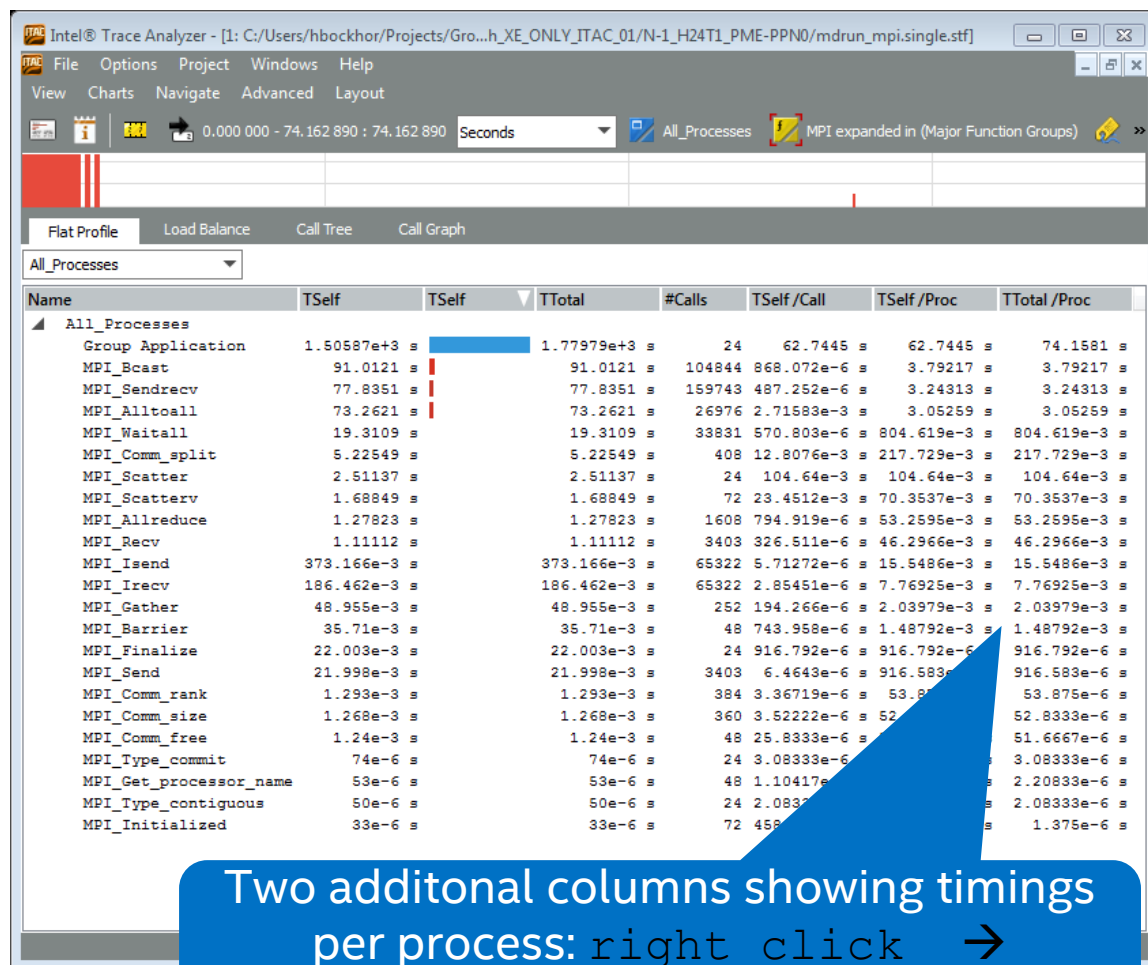 Intel® Trace Analyzer - [1: C:/Users/hbockhor/Projects/Gro...h_XE_ONLY_ITAC_01/N-1_H24T1_PME-PPN0/mdrun_mpi.single.stf]
File Options Project Windows Help
View Charts Navigate Advanced Layout
0.000 000 - 74.162 890 : 74.162 890 Seconds All_Processes MPI expanded in (Major Function Groups) »
Flat Profile Load Balance Call Tree Call Graph
All_Processes
Name TSelf TSelf TTotal #Calls TSelf /Call TSelf /Proc TTotal /Proc
All_Processes
Group Application 1.50587e+3 s 1.77979e+3 s 24 62.7445 s 62.7445 s 74.1581 s
MPI_Bcast 91.0121 s 91.0121 s 104844 868.072e-6 s 3.79217 s 3.79217 s
MPI_Sendrecv 77.8351 s 77.8351 s 159743 487.252e-6 s 3.24313 s 3.24313 s
MPI_Alltoall 73.2621 s 73.2621 s 26976 2.71583e-3 s 3.05259 s 3.05259 s
MPI_Waitall 19.3109 s 19.3109 s 33831 570.803e-6 s 804.619e-3 s 804.619e-3 s
MPI_Comm_split 5.22549 s 5.22549 s 408 12.8076e-3 s 217.729e-3 s 217.729e-3 s
MPI_Scatter 2.51137 s 2.51137 s 24 104.64e-3 s 104.64e-3 s 104.64e-3 s
MPI_Scatterv 1.68849 s 1.68849 s 72 23.4512e-3 s 70.3537e-3 s 70.3537e-3 s
MPI_Allreduce 1.27823 s 1.27823 s 1608 794.919e-6 s 53.2595e-3 s 53.2595e-3 s
MPI_Recv 1.11112 s 1.11112 s 3403 326.511e-6 s 46.2966e-3 s 46.2966e-3 s
MPI_Isend 373.166e-3 s 373.166e-3 s 65322 5.71272e-6 s 15.5486e-3 s 15.5486e-3 s
MPI_Irecv 186.462e-3 s 186.462e-3 s 65322 2.85451e-6 s 7.76925e-3 s 7.76925e-3 s
MPI_Gather 48.955e-3 s 48.955e-3 s 252 194.266e-6 s 2.03979e-3 s 2.03979e-3 s
MPI_Barrier 35.71e-3 s 35.71e-3 s 48 743.958e-6 s 1.48792e-3 s 1.48792e-3 s
MPI_Finalize 22.003e-3 s 22.003e-3 s 24 916.792e-6 s 916.792e-6 916.792e-6 s
MPI_Send 21.998e-3 s 21.998e-3 s 3403 6.4643e-6 s 916.583 916.583e-6 s
MPI_Comm_rank 1.293e-3 s 1.293e-3 s 384 3.36719e-6 s 53.875e-6 s
MPI_Comm_size 1.268e-3 s 1.268e-3 s 360 3.52222e-6 s 52.8333e-6 s
MPI_Comm_free 1.24e-3 s 1.24e-3 s 48 25.8333e-6 s 51.6667e-6 s
MPI_Type_commit 74e-6 s 74e-6 s 24 3.08333e-6 s 3.08333e-6 s
MPI_Get_processor_name 53e-6 s 53e-6 s 48 s 2.20833e-6 s
MPI_Type_contiguous 50e-6 s 50e-6 s 24 s 2.08333e-6 s
MPI_Initialized 33e-6 s 33e-6 s 72 s 1.375e-6 s
Two additonal columns showing timings
per process: right click →